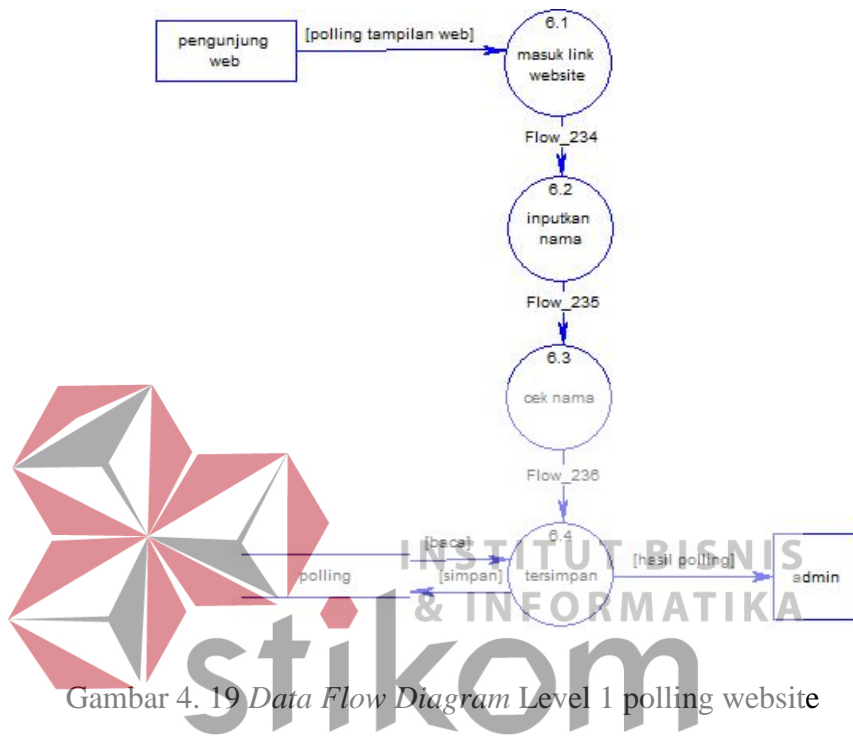 6.1
pengunjung
web
[polling tampilan web]
masuk link
website
Flow_234
6.2
inputkan
nama
Flow_235
6.3
cek nama
Flow_236
6.4
[baca]
INSTITUT BISNIS
[hasil polling]
polling
[simpan]
tersimpan
admin
& INFORMATIKA
stikom
Gambar 4. 19 Data Flow Diagram Level 1 polling website